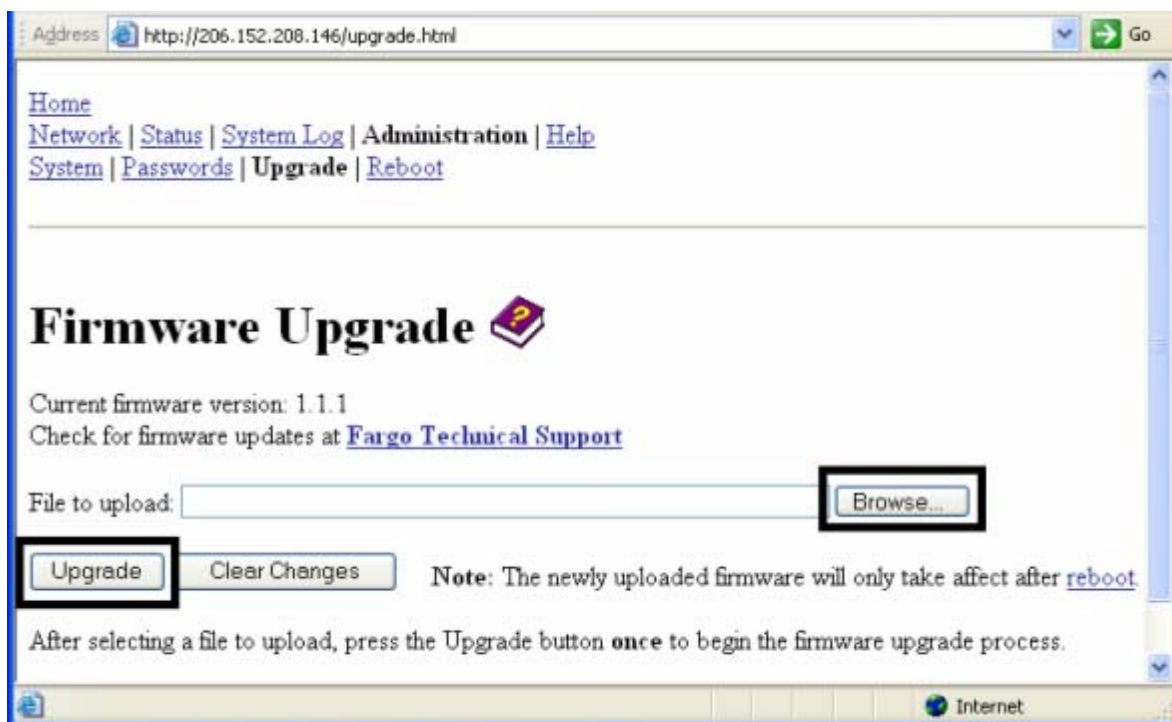 Address http://206.152.208.146/upgrade.html Go
Home
Network | Status | System Log | Administration | Help
System | Passwords | Upgrade | Reboot
Firmware Upgrade ?
Current firmware version: 1.1.1
Check for firmware updates at Fargo Technical Support
File to upload: Browse...
Upgrade Clear Changes Note: The newly uploaded firmware will only take affect after reboot.
After selecting a file to upload, press the Upgrade button once to begin the firmware upgrade process.
Internet